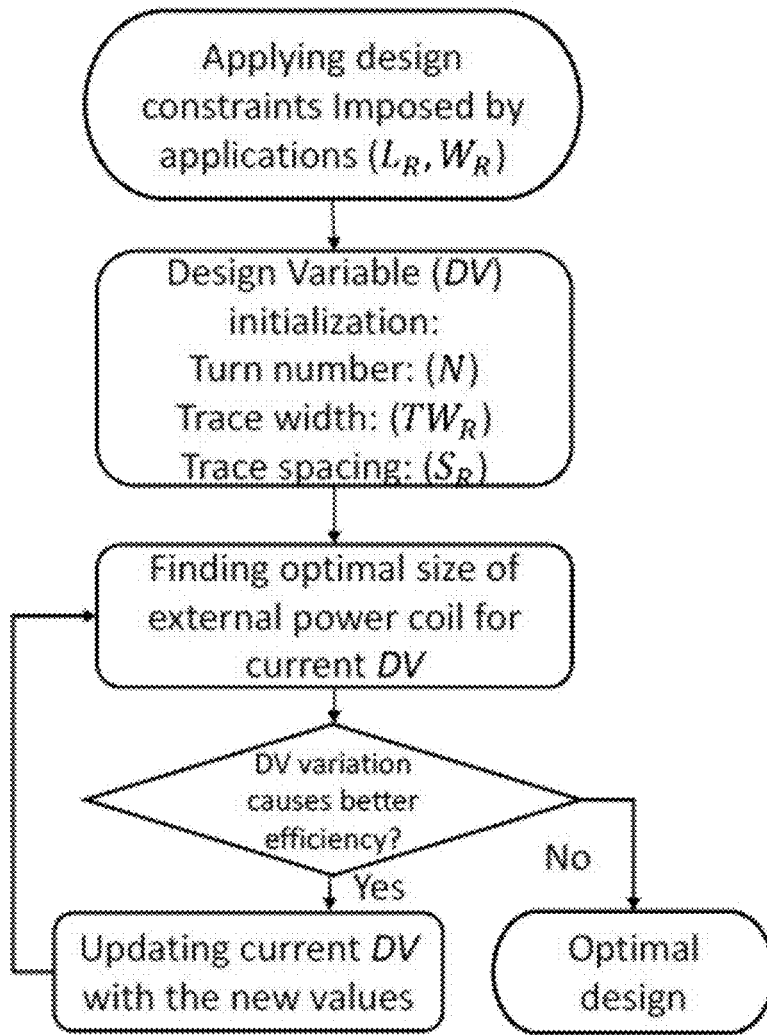 Applying design
constraints Imposed by
applications (L_R, W_R)
Design Variable (DV)
initialization:
Turn number: (N)
Trace width: (TW_R)
Trace spacing: (S_R)
Finding optimal size of
external power coil for
current DV
DV variation
causes better
efficiency?
Yes
No
Updating current DV
with the new values
Optimal
design